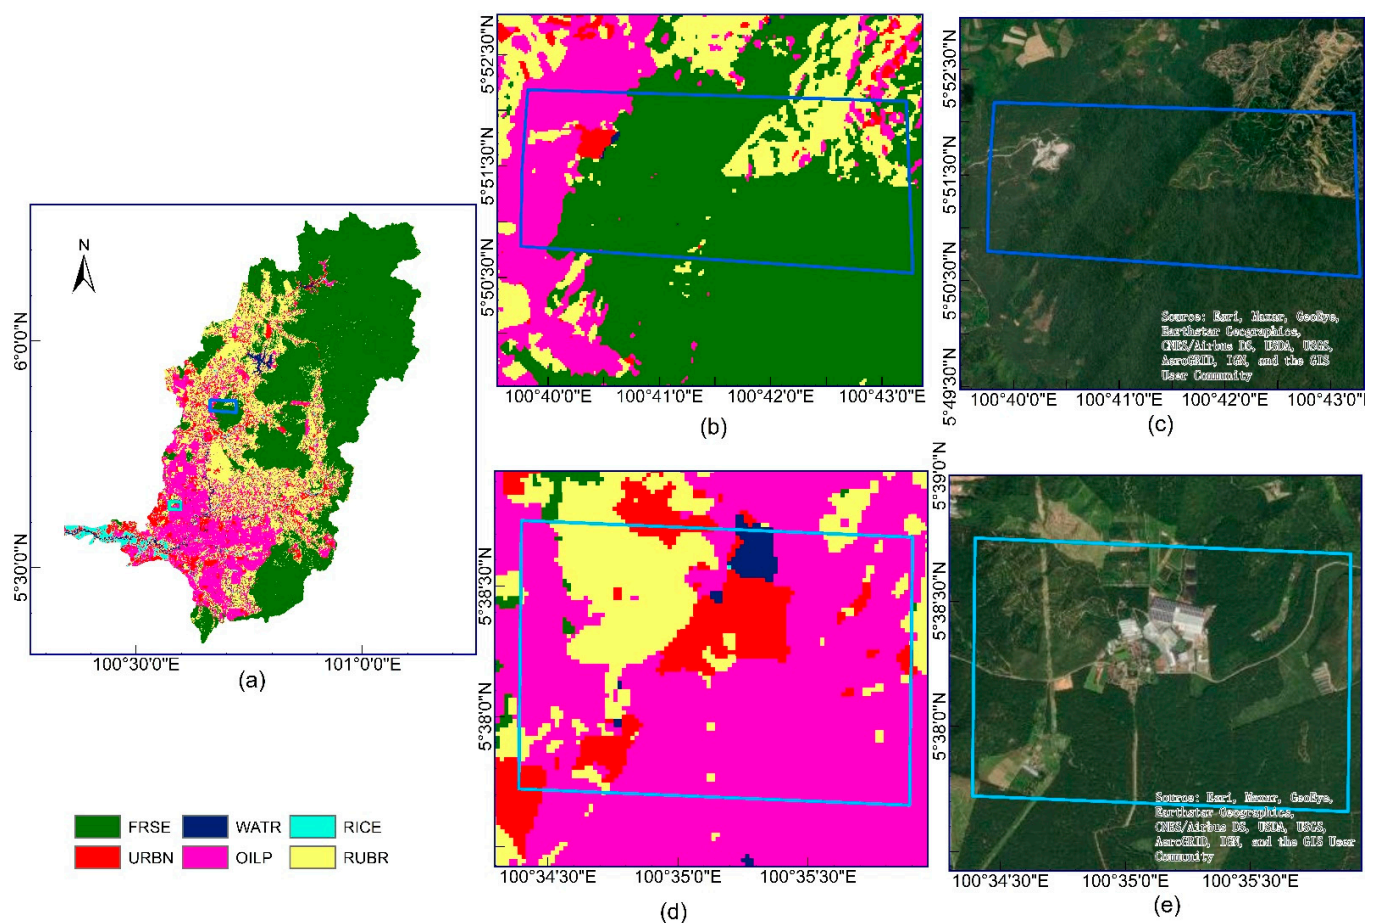 N
6°0'0"N
5°30'0"N
100°30'0"E
101°0'0"E
(a)
5°52'30"N
5°51'30"N
5°50'30"N
100°40'0"E
100°41'0"E
100°42'0"E
100°43'0"E
(b)
5°52'30"N
5°51'30"N
5°50'30"N
5°49'30"N
Source: Esri, Maxar, GeoEye,
Earthstar Geographics,
CNES/Airbus DS, USDA, USGS,
AeroGRID, IGN, and the GIS
User Community
100°40'0"E
100°41'0"E
100°42'0"E
100°43'0"E
(c)
5°38'30"N
5°38'0"N
100°34'30"E
100°35'0"E
100°35'30"E
(d)
5°39'0"N
5°38'30"N
5°38'0"N
Source: Esri, Maxar, GeoEye,
Earthstar Geographics,
CNES/Airbus DS, USDA, USGS,
AeroGRID, IGN, and the GIS User
Community
100°34'30"E
100°35'0"E
100°35'30"E
(e)
FRSE
WATR
RICE
URBN
OILP
RUBR